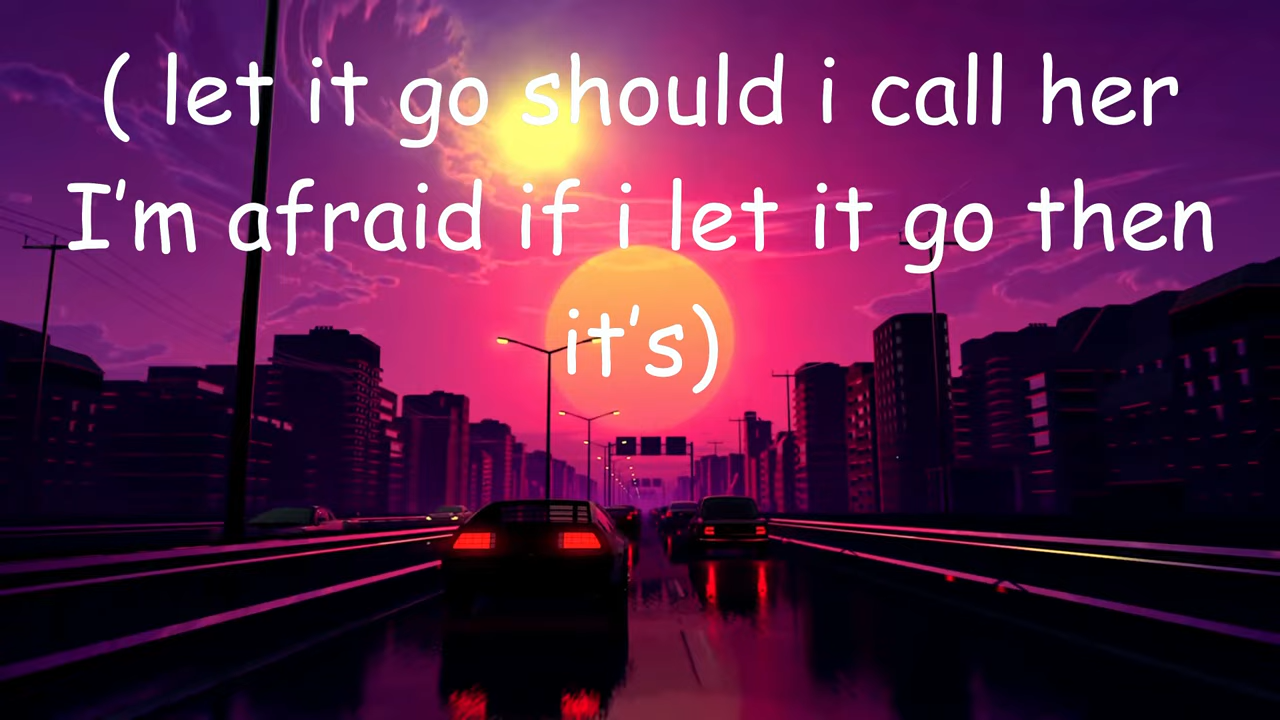 ( let it go should i call her
I'm afraid if i let it go then
it's)